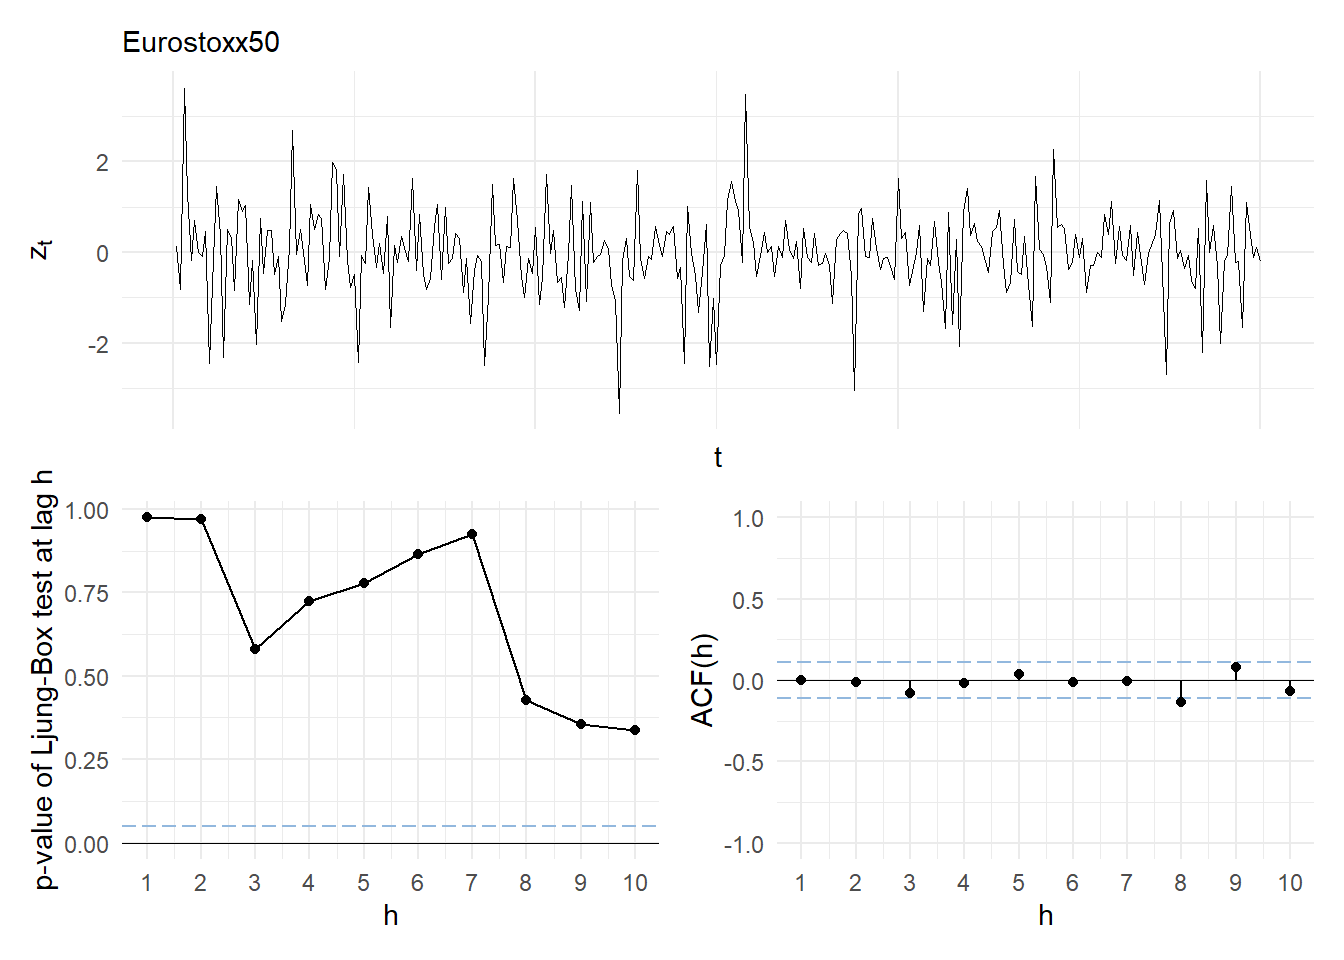 Eurostoxx50
z_t
2
0
-2
t
p-value of Ljung-Box test at lag h
1.00
0.75
0.50
0.25
0.00
1 2 3 4 5 6 7 8 9 10
h
ACF(h)
1.0
0.5
0.0
-0.5
-1.0
1 2 3 4 5 6 7 8 9 10
h